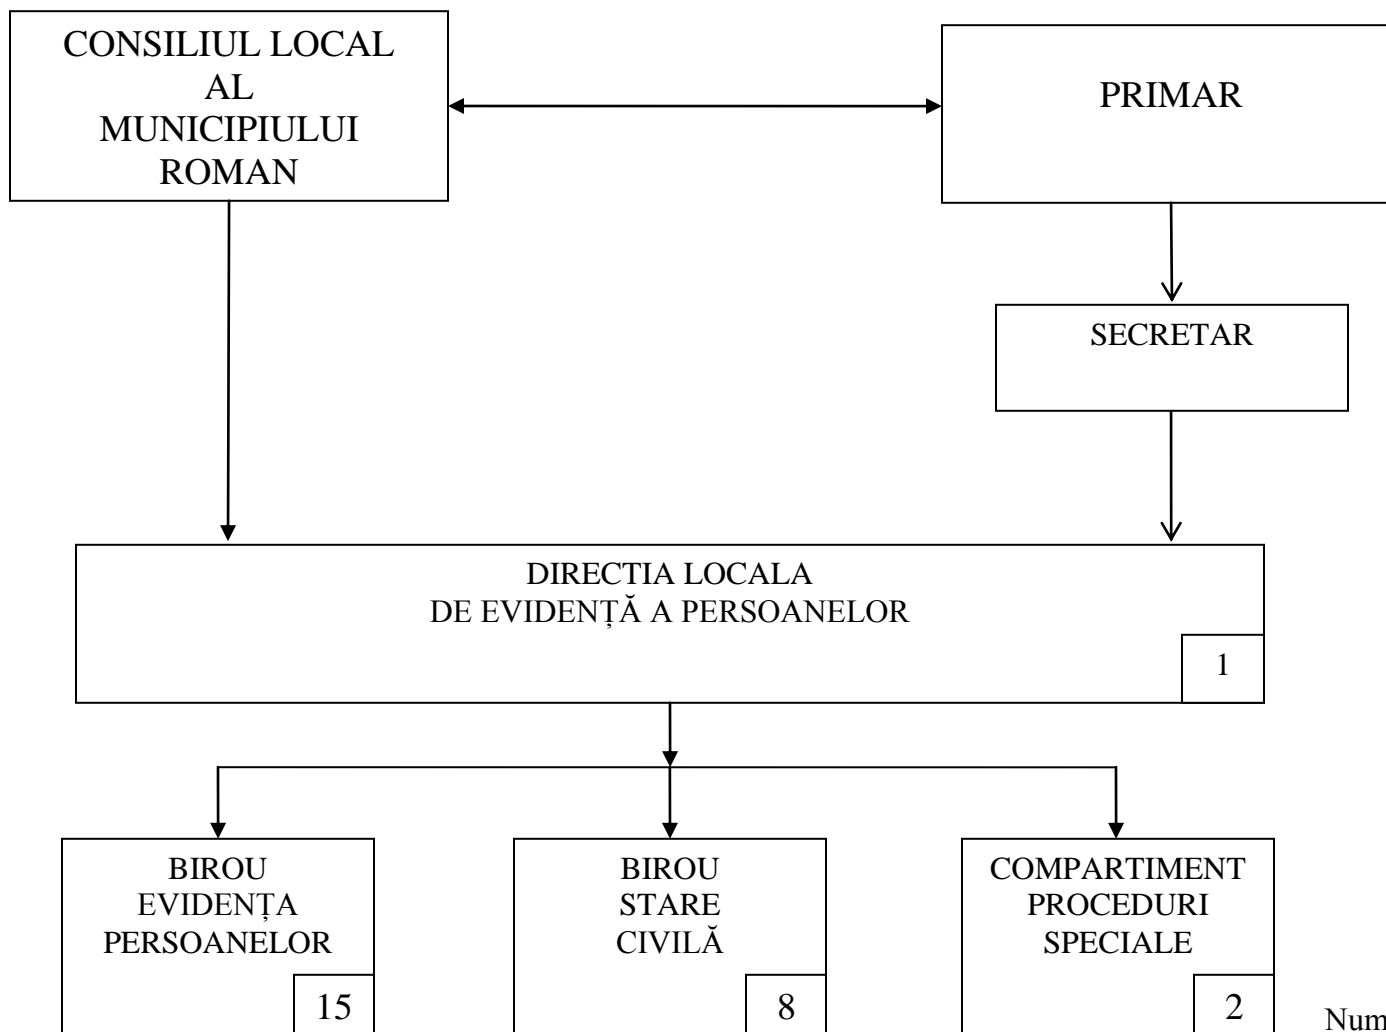 CONSILIUL LOCAL
AL
MUNICIPIULUI
ROMAN
PRIMAR
SECRETAR
DIRECTIA LOCALA
DE EVIDENȚĂ A PERSOANELOR
1
BIROU
EVIDENȚA
PERSOANELOR
15
BIROU
STARE
CIVILĂ
8
COMPARTIMENT
PROCEDURI
SPECIALE
2